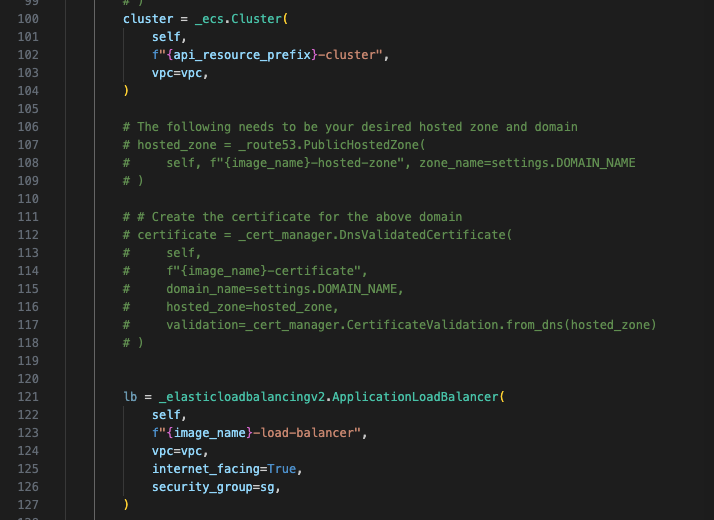 99 # )
100 cluster = _ecs.Cluster(
101 self,
102 f"{api_resource_prefix}-cluster",
103 vpc=vpc,
104 )
105
106 # The following needs to be your desired hosted zone and domain
107 # hosted_zone = _route53.PublicHostedZone(
108 #     self, f"{image_name}-hosted-zone", zone_name=settings.DOMAIN_NAME
109 # )
110
111 # # Create the certificate for the above domain
112 # certificate = _cert_manager.DnsValidatedCertificate(
113 #     self,
114 #     f"{image_name}-certificate",
115 #     domain_name=settings.DOMAIN_NAME,
116 #     hosted_zone=hosted_zone,
117 #     validation=_cert_manager.CertificateValidation.from_dns(hosted_zone)
118 # )
119
120
121 lb = _elasticloadbalancingv2.ApplicationLoadBalancer(
122 self,
123 f"{image_name}-load-balancer",
124 vpc=vpc,
125 internet_facing=True,
126 security_group=sg,
127 )